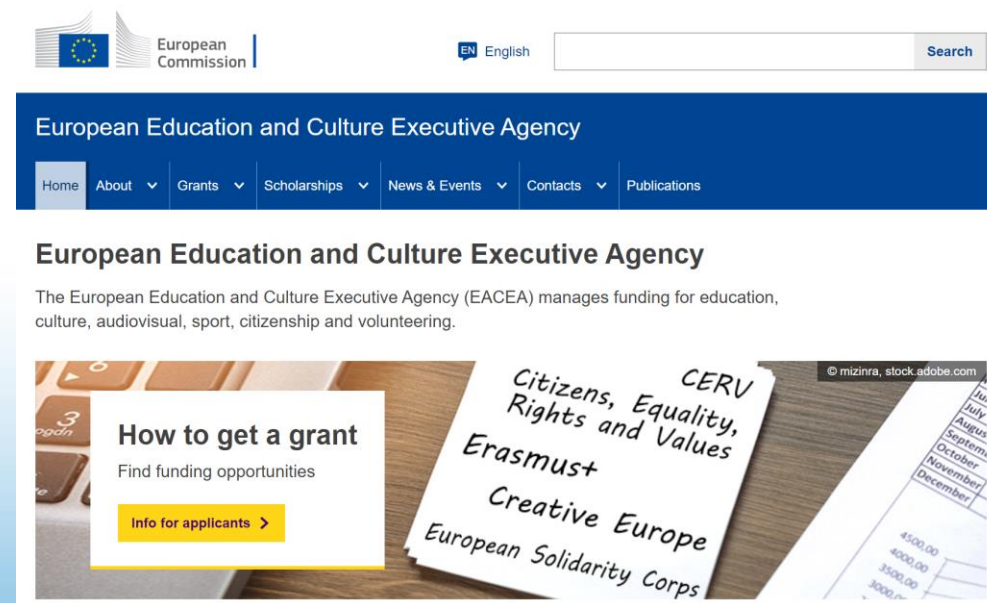 European
Commission
EN English
Search
European Education and Culture Executive Agency
Home About Grants Scholarships News & Events Contacts Publications
European Education and Culture Executive Agency
The European Education and Culture Executive Agency (EACEA) manages funding for education,
culture, audiovisual, sport, citizenship and volunteering.
© mizinra, stock.adobe.com
How to get a grant
Find funding opportunities
Info for applicants
CERV
Citizens, Equality,
Rights and Values
Erasmus+
Creative Europe
European Solidarity Corps
3
pgdn
July
October
November
December
4500,00
4000,00
3500,00